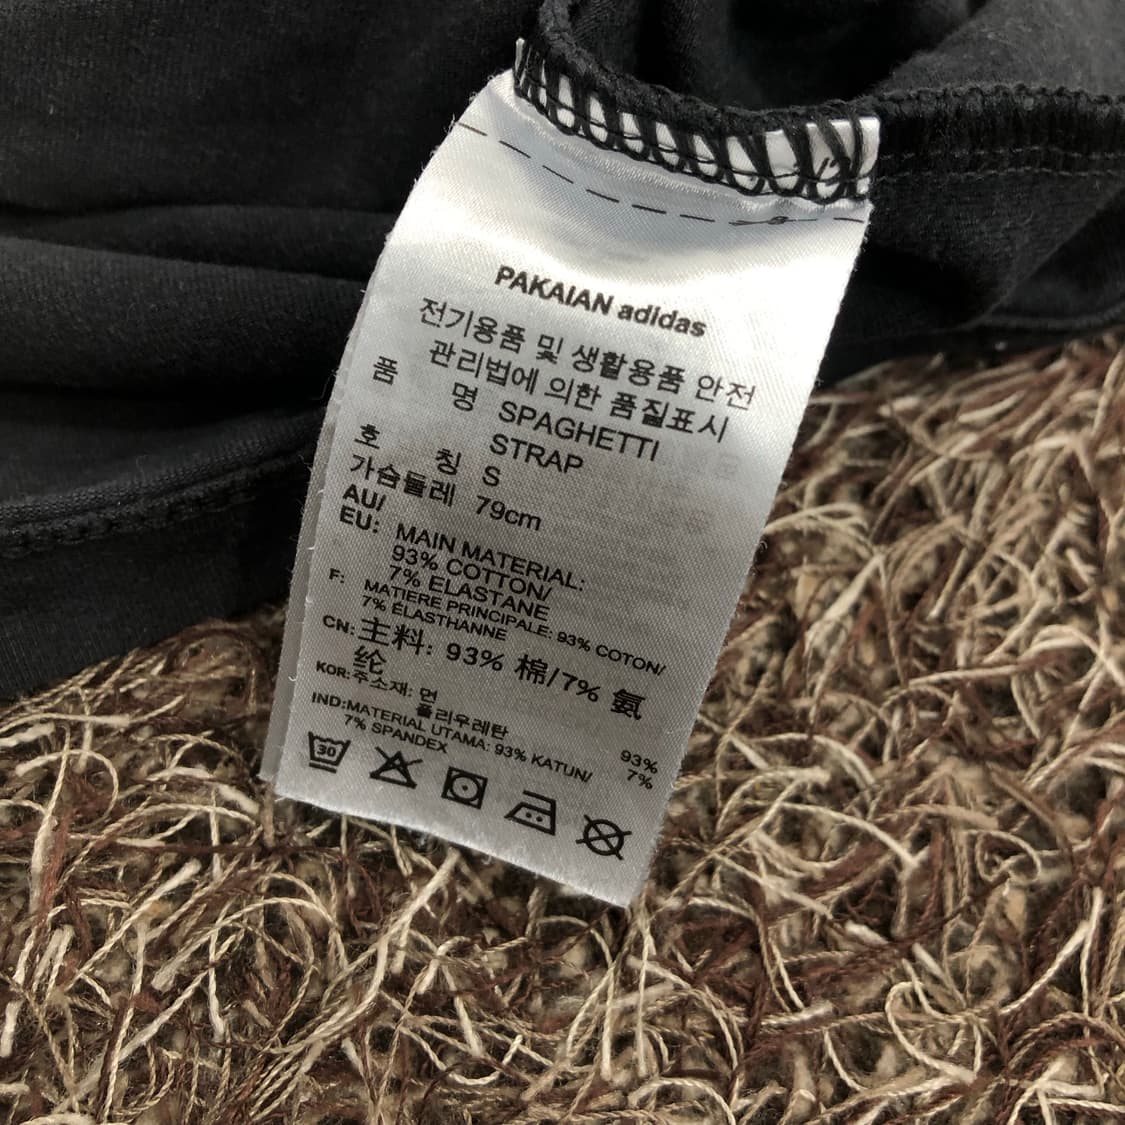 PAKAIAN adidas
전기용품 및 생활용품 안전
관리법에 의한 품질표시
품 명 SPAGHETTI
STRAP
호 칭 S
가슴둘레 79cm
AU/
EU: MAIN MATERIAL:
93% COTTON/
7% ELASTANE
F: MATIERE PRINCIPALE: 93% COTON/
7% ÉLASTHANNE
CN: 主料: 93% 棉/7% 氨
纶
KOR: 주소재: 면 93%
폴리우레탄 7%
IND: MATERIAL UTAMA: 93% KATUN/
7% SPANDEX
30